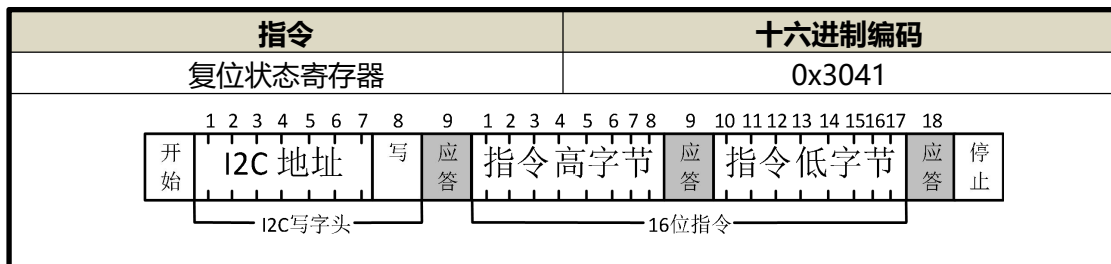 指令 十六进制编码
复位状态寄存器 0x3041
1 2 3 4 5 6 7 8 9 1 2 3 4 5 6 7 8 9 10 11 12 13 14 15 16 17 18
开始 I2C 地址 写 应答 指令高字节 应答 指令低字节 应答 停止
I2C写字头 16位指令